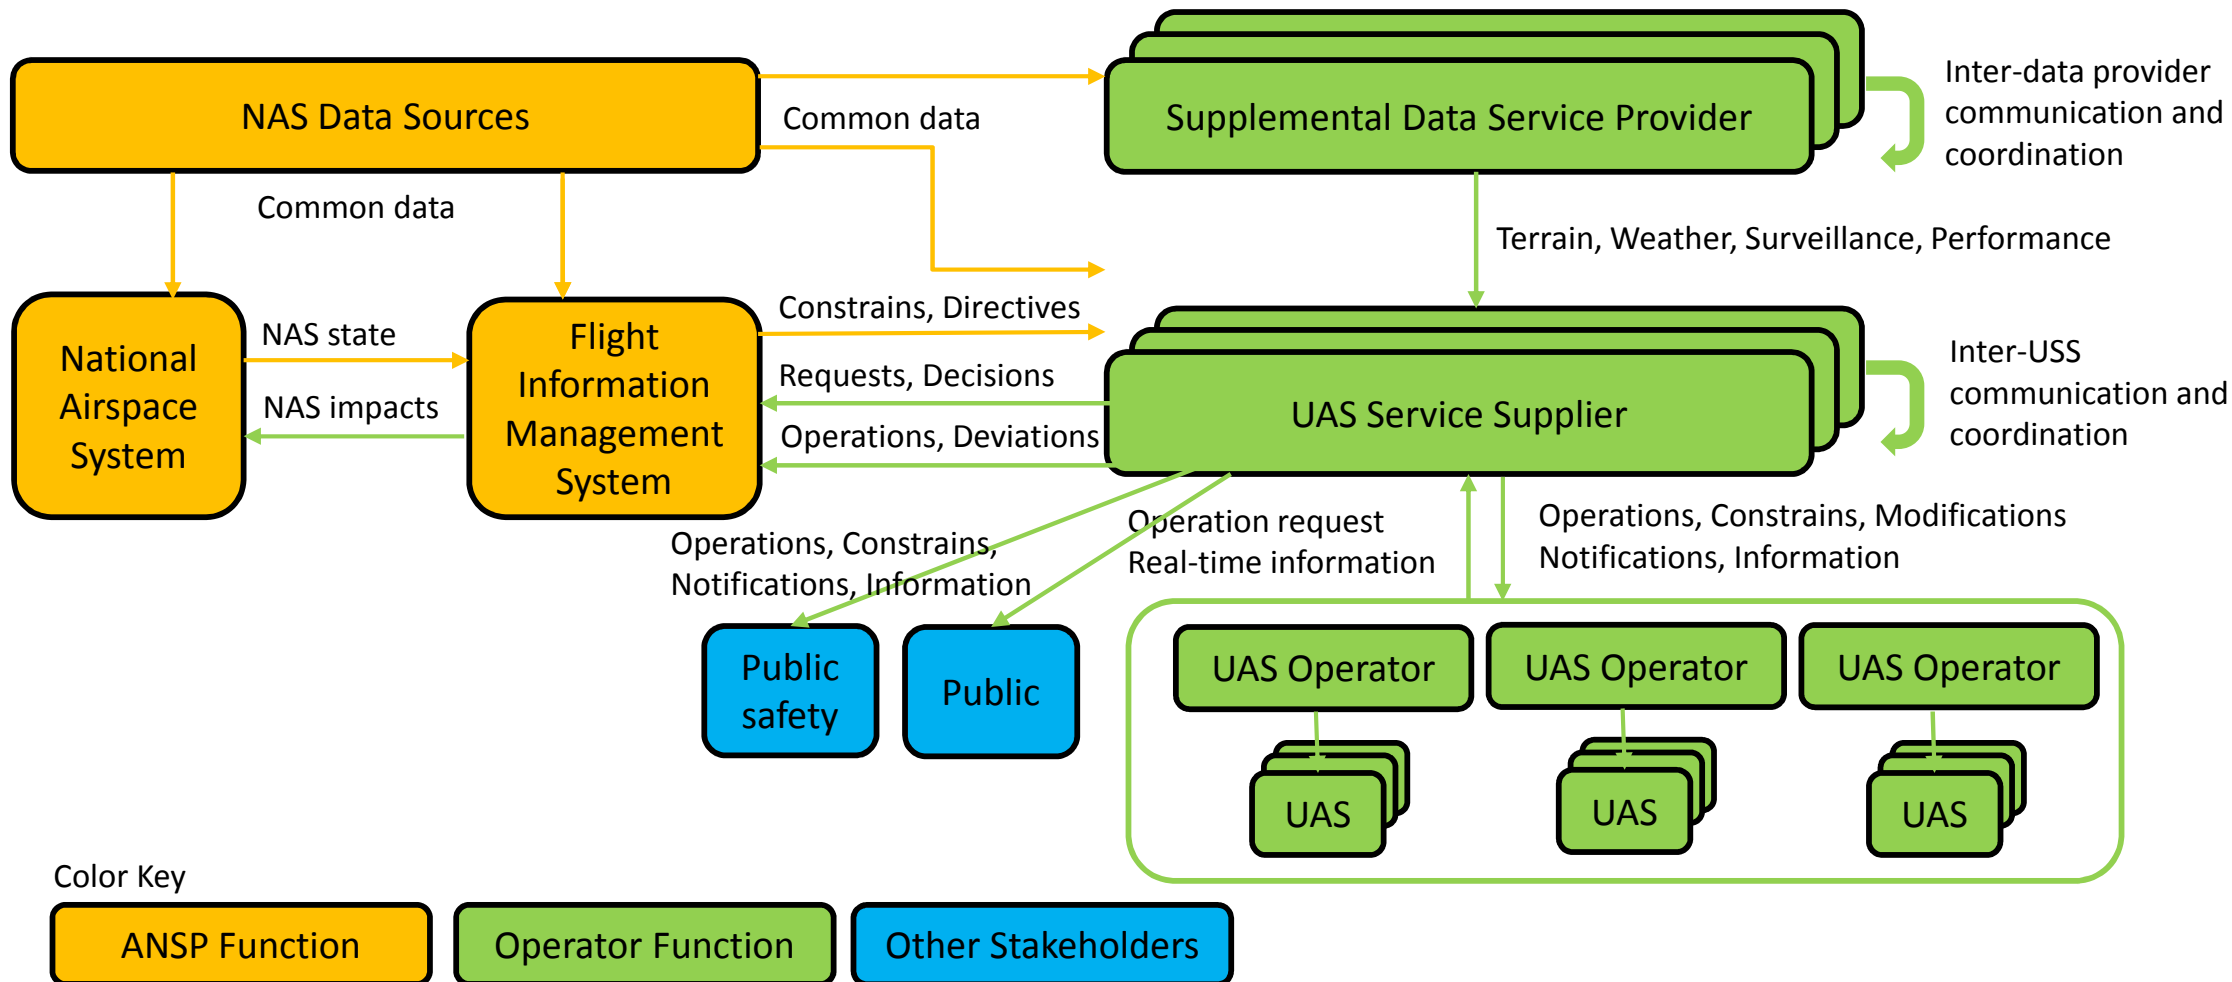 NAS Data Sources
Common data
Supplemental Data Service Provider
Inter-data provider
communication and
coordination
Common data
Terrain, Weather, Surveillance, Performance
National
Airspace
System
NAS state
NAS impacts
Flight
Information
Management
System
Constrains, Directives
Requests, Decisions
Operations, Deviations
UAS Service Supplier
Inter-USS
communication and
coordination
Operations, Constrains,
Notifications, Information
Operation request
Real-time information
Operations, Constrains, Modifications
Notifications, Information
Public
safety
Public
UAS Operator
UAS Operator
UAS Operator
UAS
UAS
UAS
Color Key
ANSP Function
Operator Function
Other Stakeholders